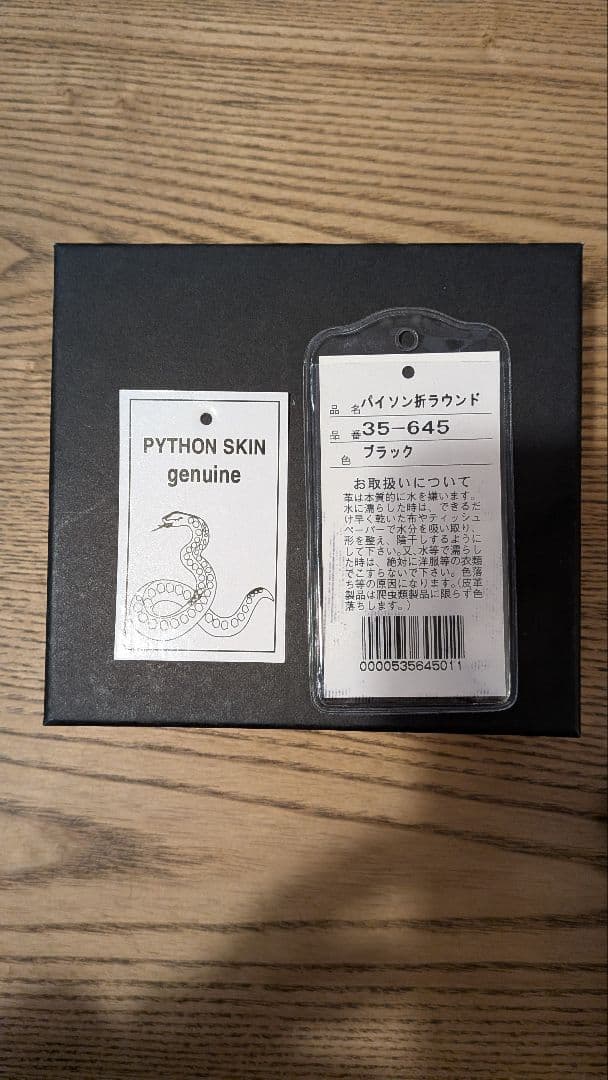 PYTHON SKIN
genuine
品 名 パイソン折ラウンド
品 番 35-645
色 ブラック
お取扱いについて
革は本質的に水を嫌います。
水に濡らした時は、できるだ
け早く乾いた布やティッシュ
ペーパーで水分を吸い取り、
形を整え、陰干しするように
して下さい。又、水等で濡らし
た時は、絶対に洋服等の衣類
でこすらないで下さい。色落
ち等の原因になります。(皮革
製品は爬虫類製品に限らず色
落ちします。)
0000535645011